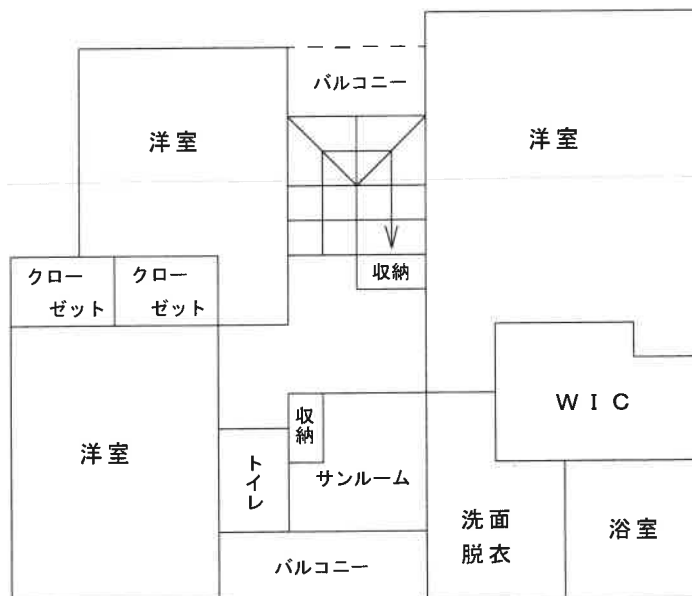 バルコニー
洋室
洋室
収納
クロー
ゼット
クロー
ゼット
WIC
収
納
洋室
トイレ
サンルーム
洗面
脱衣
浴室
バルコニー